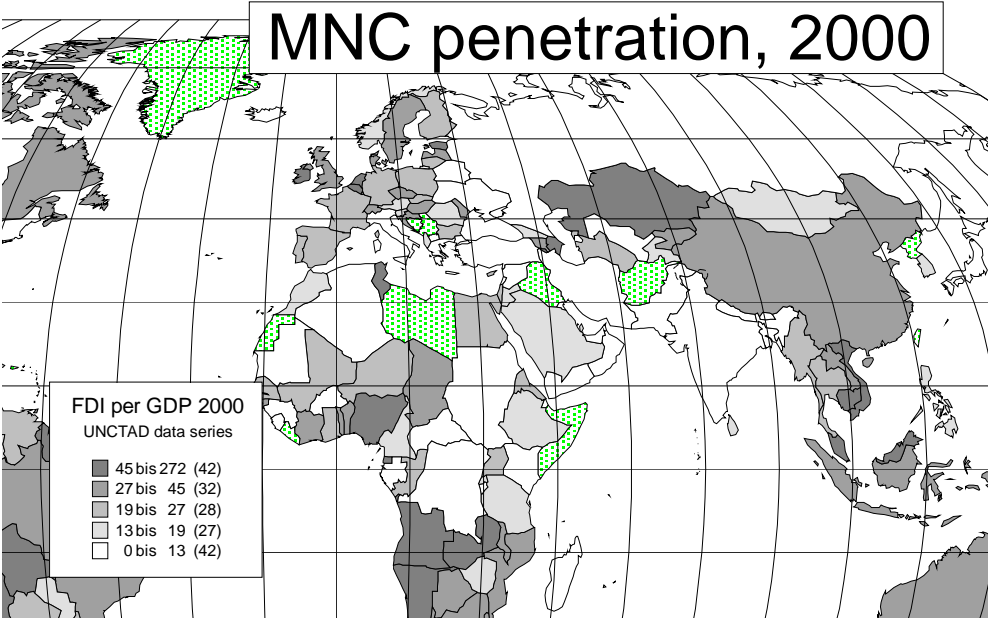 MNC penetration, 2000
FDI per GDP 2000
UNCTAD data series
45 bis 272 (42)
27 bis 45 (32)
19 bis 27 (28)
13 bis 19 (27)
0 bis 13 (42)